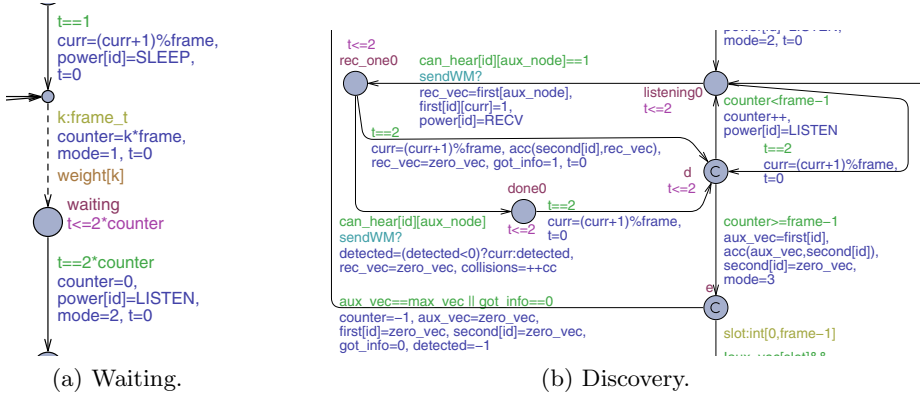 t==1
curr=(curr+1)%frame,
power[id]=SLEEP,
t=0
k:frame_t
counter=k*frame,
mode=1, t=0
weight[k]
waiting
t<=2*counter
t==2*counter
counter=0,
power[id]=LISTEN,
mode=2, t=0
(a) Waiting.
power[id]=LISTEN,
mode=2, t=0
t<=2
rec_one0
can_hear[id][aux_node]==1
sendWM?
rec_vec=first[aux_node],
first[id][curr]=1,
power[id]=RECV
listening0
t<=2
counter<frame-1
counter++,
power[id]=LISTEN
t==2
curr=(curr+1)%frame,
t=0
t==2
curr=(curr+1)%frame, acc(second[id],rec_vec),
rec_vec=zero_vec, got_info=1, t=0
d
C
t<=2
done0
t<=2
t==2
curr=(curr+1)%frame,
t=0
can_hear[id][aux_node]
sendWM?
detected=(detected<0)?curr:detected,
rec_vec=zero_vec, collisions=++cc
counter>=frame-1
aux_vec=first[id],
acc(aux_vec,second[id]),
second[id]=zero_vec,
mode=3
e
C
aux_vec==max_vec || got_info==0
counter=-1, aux_vec=zero_vec,
first[id]=zero_vec, second[id]=zero_vec,
got_info=0, detected=-1
slot:int[0,frame-1]
(b) Discovery.